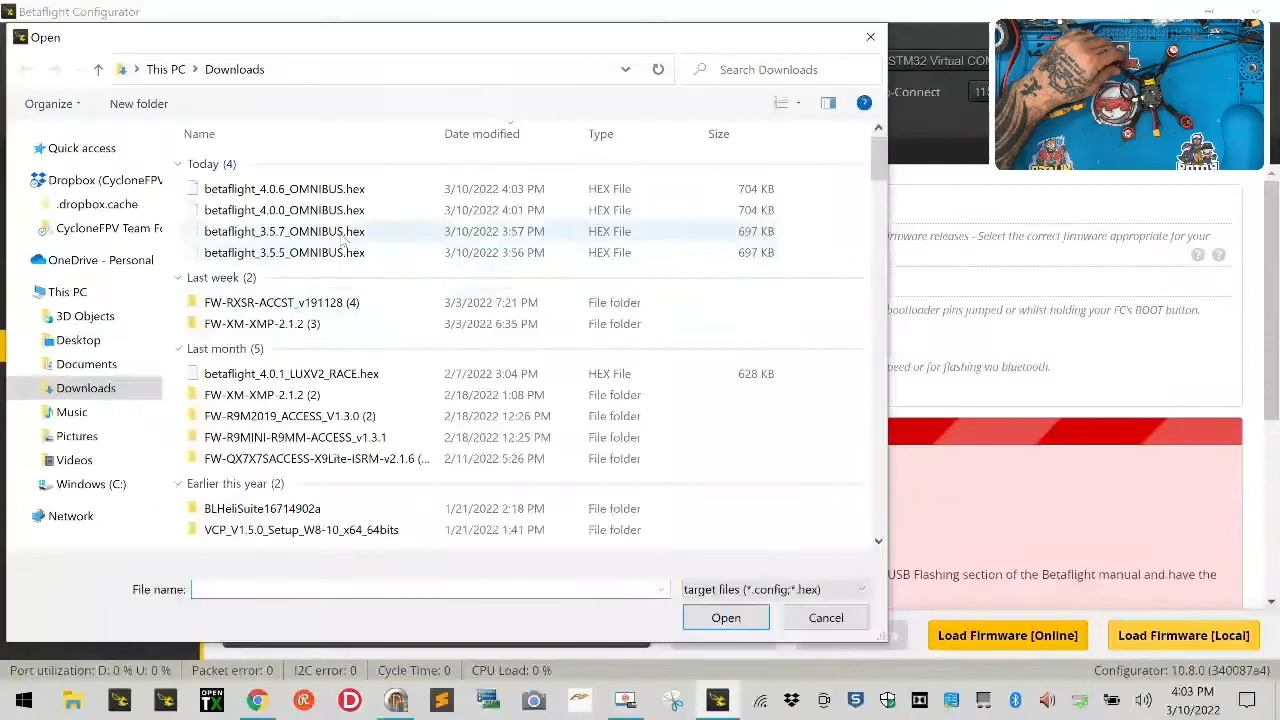 Betaflight Configurator
Open
This PC
Downloads
Search Downloads
Organize
New folder
Name
Date modified
Type
Size
Quick access
Dropbox (CycloneFPV
.dropbox.cache
CycloneFPV Team Fo
OneDrive - Personal
This PC
3D Objects
Desktop
Documents
Downloads
Music
Pictures
Videos
Windows (C:)
Network
Today (4)
betaflight_4.0.6_OMNIBUS.hex 3/10/2022 4:03 PM HEX File 704 KB
betaflight_4.0.0_OMNIBUS.hex 3/10/2022 4:01 PM HEX File 704 KB
betaflight_3.5.7_OMNIBUS.hex 3/10/2022 3:57 PM HEX File 697 KB
betaflight_3.5.5_OMNIBUS.hex 3/10/2022 3:56 PM HEX File 697 KB
Last week (2)
FW-RXSR-ACCST_v191128 (4) 3/3/2022 7:21 PM File folder
FW-XM-XMP-2.1.2 (3) 3/3/2022 6:35 PM File folder
Last month (5)
betaflight_4.0.1_LUXV2_RACE.hex 2/7/2022 3:04 PM HEX File 628 KB
FW-XM-XMP-2.1.2 (2) 2/18/2022 1:08 PM File folder
FW-R9M2019_ACCESS_V1.3.0 (2) 2/18/2022 12:26 PM File folder
FW-R9MINI-R9MM-ACCESS_v1.3.1 2/18/2022 12:25 PM File folder
FW-QX7X7SACCESS-X9Lite-ISRM-v2.1.6 (... 2/11/2022 5:26 PM File folder
Earlier this year (2)
BLHeliSuite16714902a 1/21/2022 2:18 PM File folder
VCP_V1.5.0_Setup_W8-10_x64_64bits 1/21/2022 1:41 PM File folder
File name:
target files (*.config;*.hex)
Open
Cancel
STM32 Virtual COM
-Connect
115
irmware releases - Select the correct firmware appropriate for your
bootloader pins jumped or whilst holding your FC's BOOT button.
peed or for flashing via bluetooth.
USB Flashing section of the Betaflight manual and have the
Load Firmware [Online]
Load Firmware [Local]
Port utilization: D: 0 % U: 0 %
Packet error: 0
I2C error: 0
Cycle Time: 0
CPU Load: 0 %
Configurator: 10.8.0 (340087a4)
OPEN
TX
4:03 PM
3/10/2022